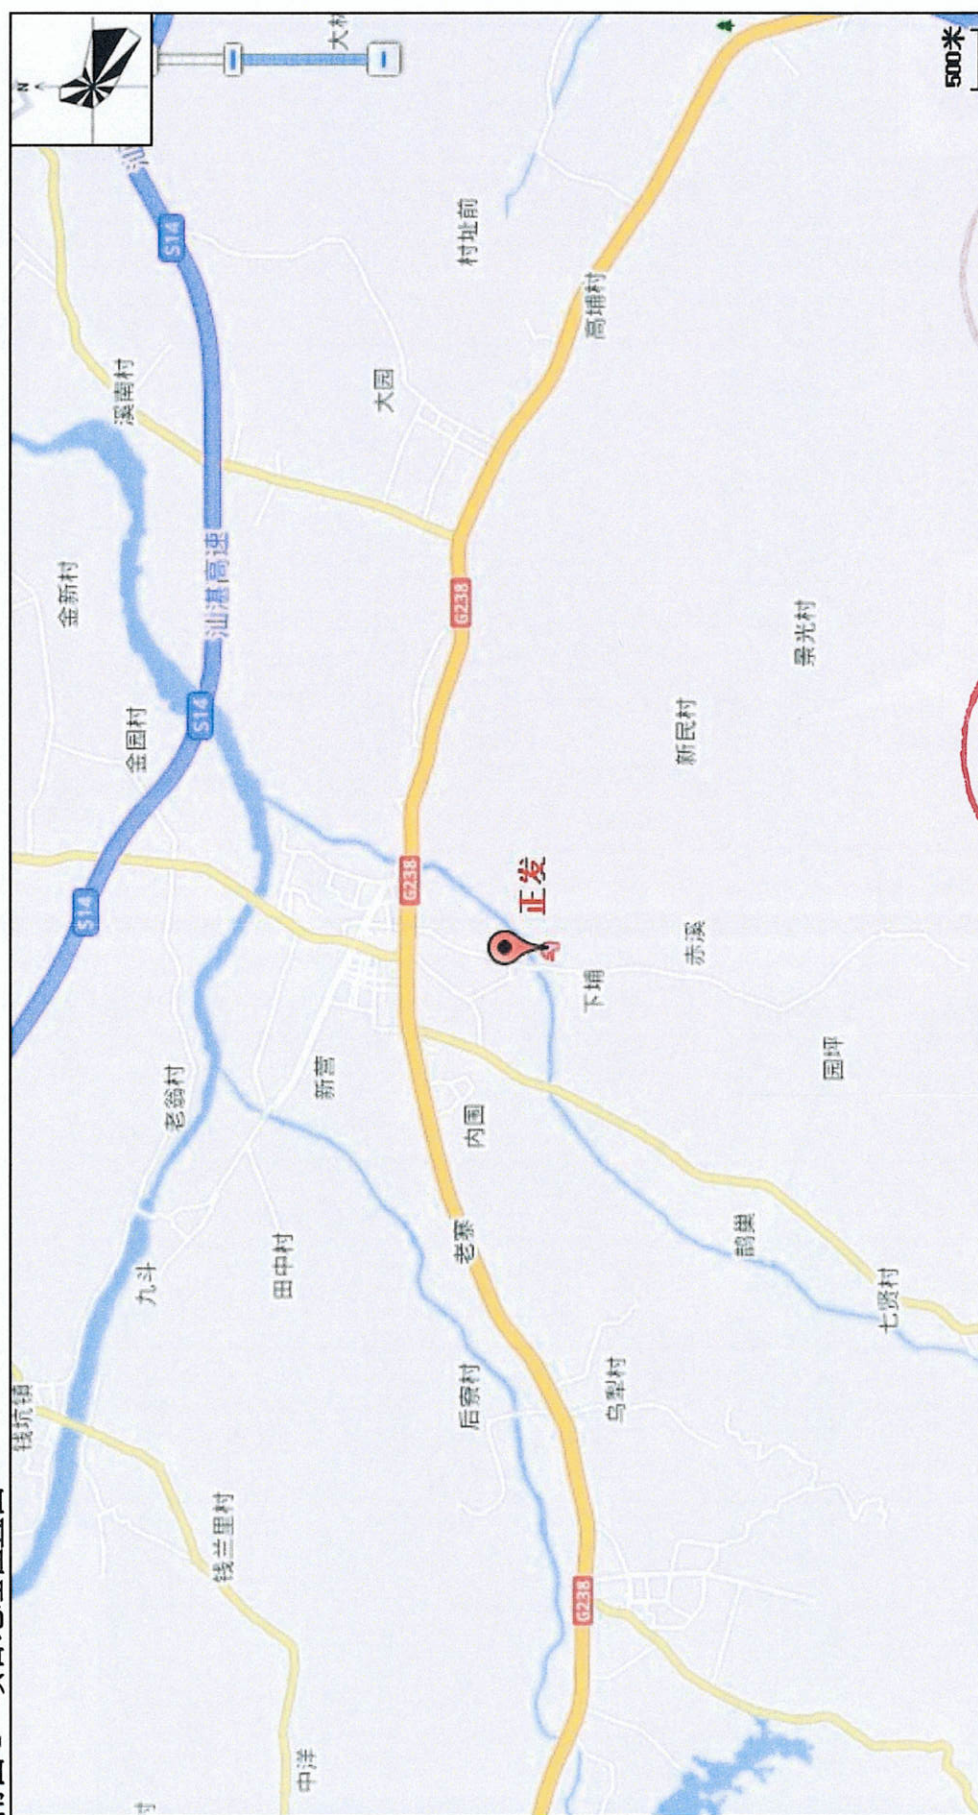 钱坑镇
金新村
S14
九斗
溪南村
金园村
老翁村
S14
S14
钱兰里村
汕湛高速
田中村
中洋
新营
大园
G238
后寮村
老寨
内围
G238
村址前
正发
G238
乌犁村
下埔
高埔村
赤溪
新民村
鹊巢
景光村
园坪
七贤村
N
500米